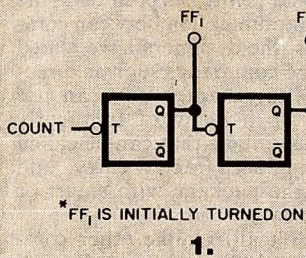 FF₁ F
COUNT T Q Q̄ T Q Q̄
*FF₁ IS INITIALLY TURNED ON
1.